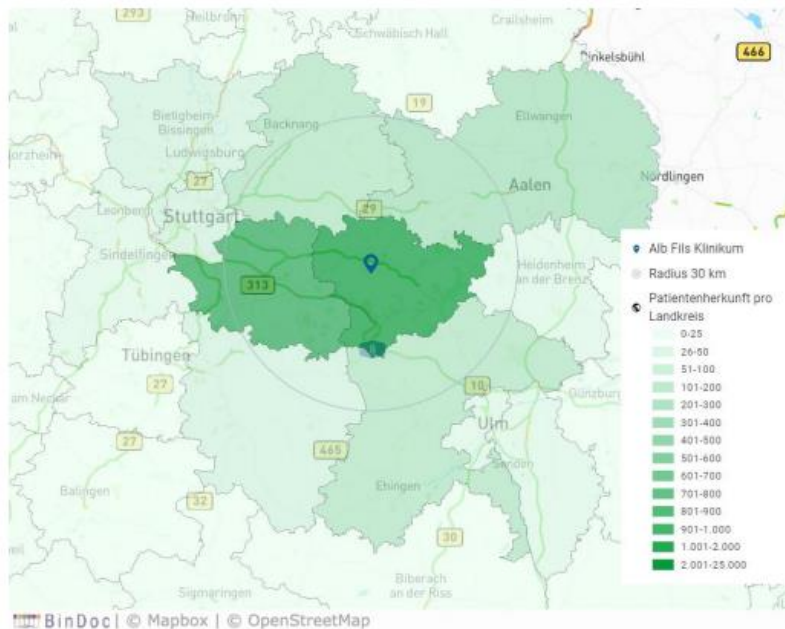 293
Heilbronn
Schwäbisch Hall
Crailsheim
Dinkelsbühl
466
Bietigheim
Bissingen
Backnang
19
Ellwangen
Ludwigsburg
27
Aalen
Nördlingen
Leonberg
Stuttgart
29
Sindelfingen
313
Heidenheim
an der Brenz
Tübingen
27
10
Günzburg
am Neckar
Ulm
27
465
Senden
Balingen
32
Ehingen
30
Biberach
an der Riss
Sigmaringen
Alb Fils Klinikum
Radius 30 km
Patientenherkunft pro
Landkreis
0-25
26-50
51-100
101-200
201-300
301-400
401-500
501-600
601-700
701-800
801-900
901-1.000
1.001-2.000
2.001-25.000
BinDoc | © Mapbox | © OpenStreetMap